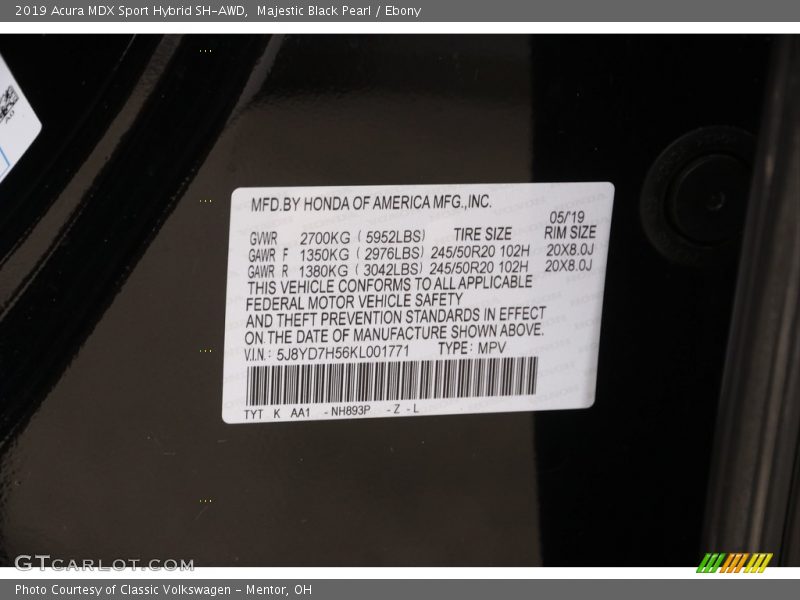 2019 Acura MDX Sport Hybrid SH-AWD,  Majestic Black Pearl / Ebony
MFD.BY HONDA OF AMERICA MFG.,INC.
05/'19
GVWR 2700KG ( 5952LBS) TIRE SIZE RIM SIZE
GAWR F 1350KG ( 2976LBS) 245/50R20 102H 20X8.0J
GAWR R 1380KG ( 3042LBS) 245/50R20 102H 20X8.0J
THIS VEHICLE CONFORMS TO ALL APPLICABLE
FEDERAL MOTOR VEHICLE SAFETY
AND THEFT PREVENTION STANDARDS IN EFFECT
ON THE DATE OF MANUFACTURE SHOWN ABOVE.
V.I.N.: 5J8YD7H56KL001771 TYPE: MPV
TYT K AA1 -NH893P -Z -L
GTCARLOT.COM
Photo Courtesy of Classic Volkswagen - Mentor, OH